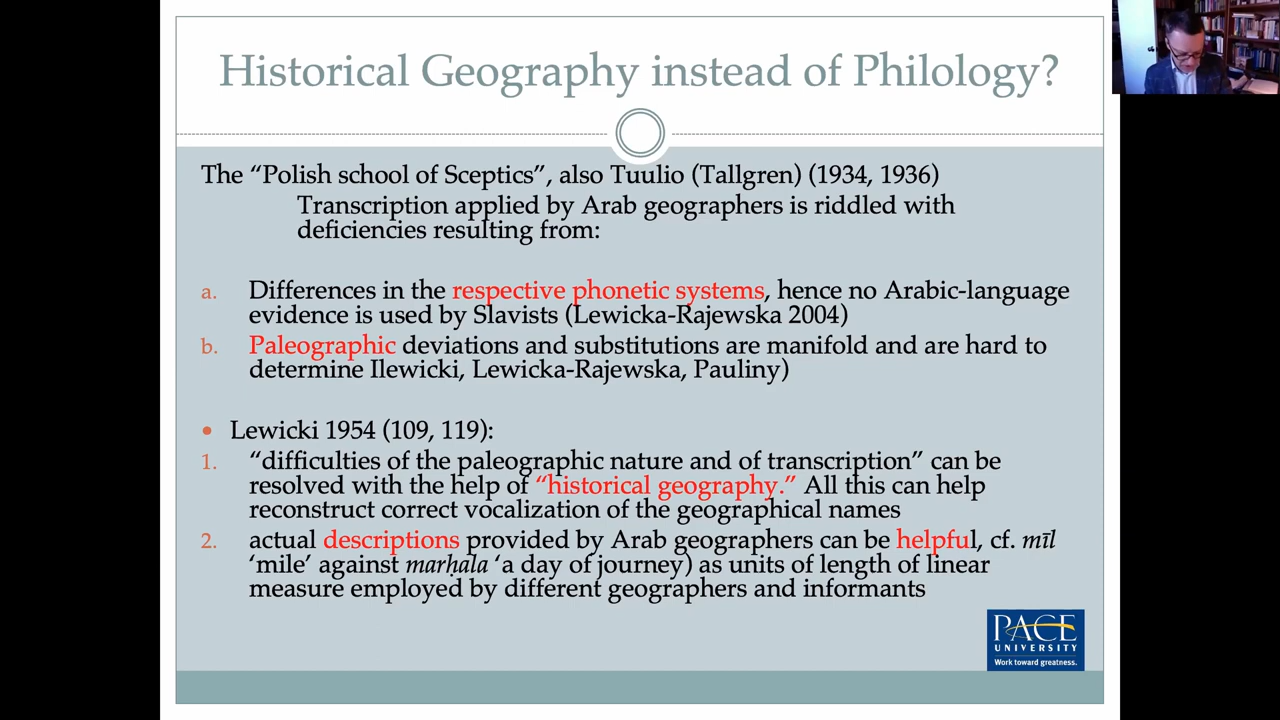 Historical Geography instead of Philology?
The “Polish school of Sceptics”, also Tuulio (Tallgren) (1934, 1936)
Transcription applied by Arab geographers is riddled with
deficiencies resulting from:
a. Differences in the respective phonetic systems, hence no Arabic-language
evidence is used by Slavists (Lewicka-Rajewska 2004)
b. Paleographic deviations and substitutions are manifold and are hard to
determine Ilewicki, Lewicka-Rajewska, Pauliny)
• Lewicki 1954 (109, 119):
1. “difficulties of the paleographic nature and of transcription” can be
resolved with the help of “historical geography.” All this can help
reconstruct correct vocalization of the geographical names
2. actual descriptions provided by Arab geographers can be helpful, cf. mīl
‘mile’ against marḥala ‘a day of journey) as units of length of linear
measure employed by different geographers and informants
PACE
UNIVERSITY
Work toward greatness.